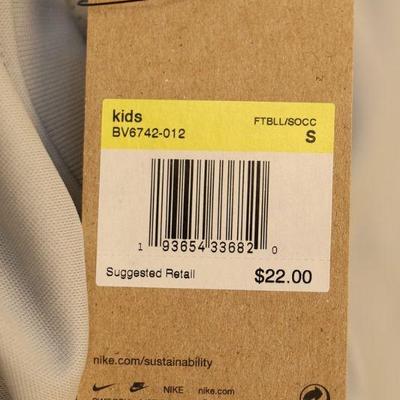 kids FTBLL/SOCC
BV6742-012 S
1 93654 33682 0
Suggested Retail $22.00
nike.com/sustainability
NIKE nike.com